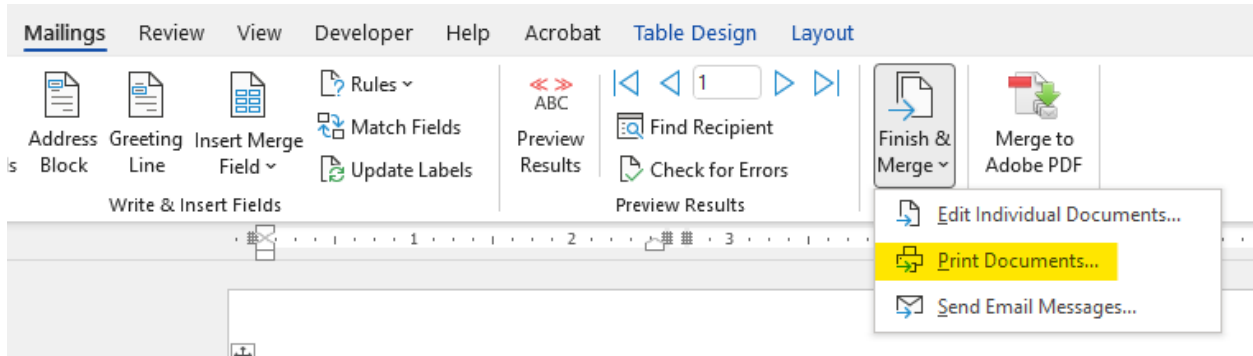 Mailings Review View Developer Help Acrobat Table Design Layout
Rules
ABC
1
Match Fields
Find Recipient
Address Greeting Insert Merge Preview Finish & Merge to
s Block Line Field Update Labels Results Check for Errors Merge Adobe PDF
Write & Insert Fields Preview Results
Edit Individual Documents...
1 2 3
Print Documents...
Send Email Messages...